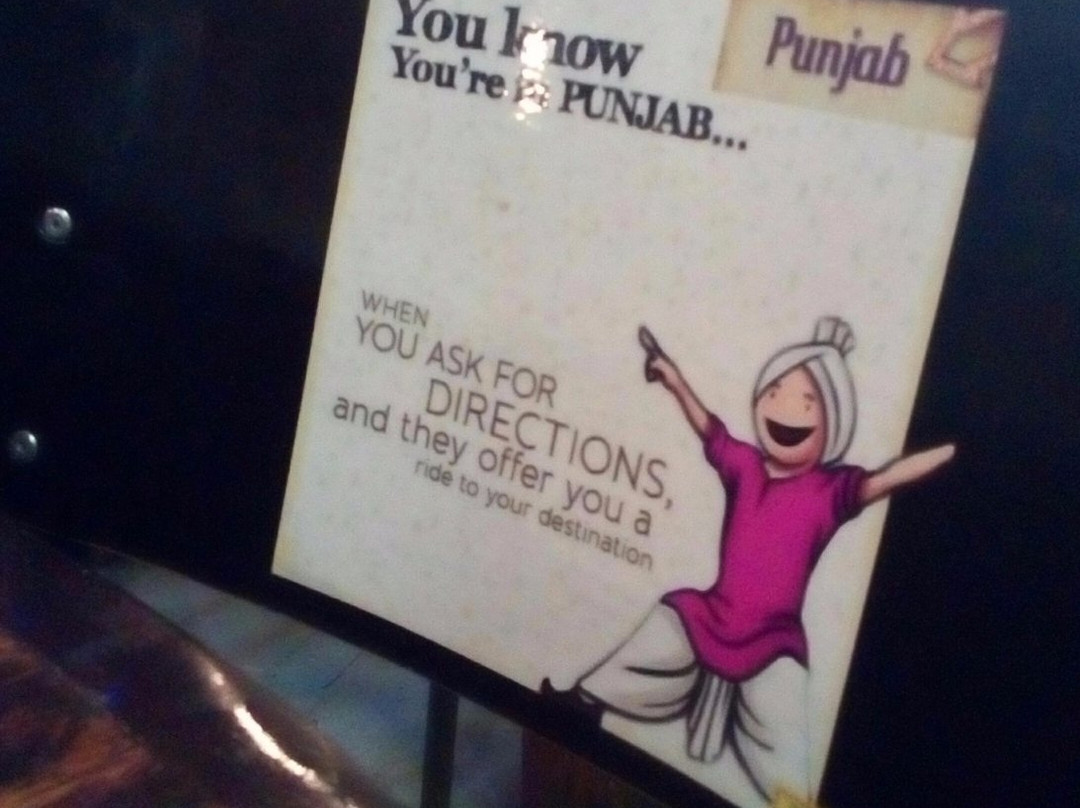 You know
You're in PUNJAB...
Punjab
WHEN
YOU ASK FOR
DIRECTIONS,
and they offer you a
ride to your destination